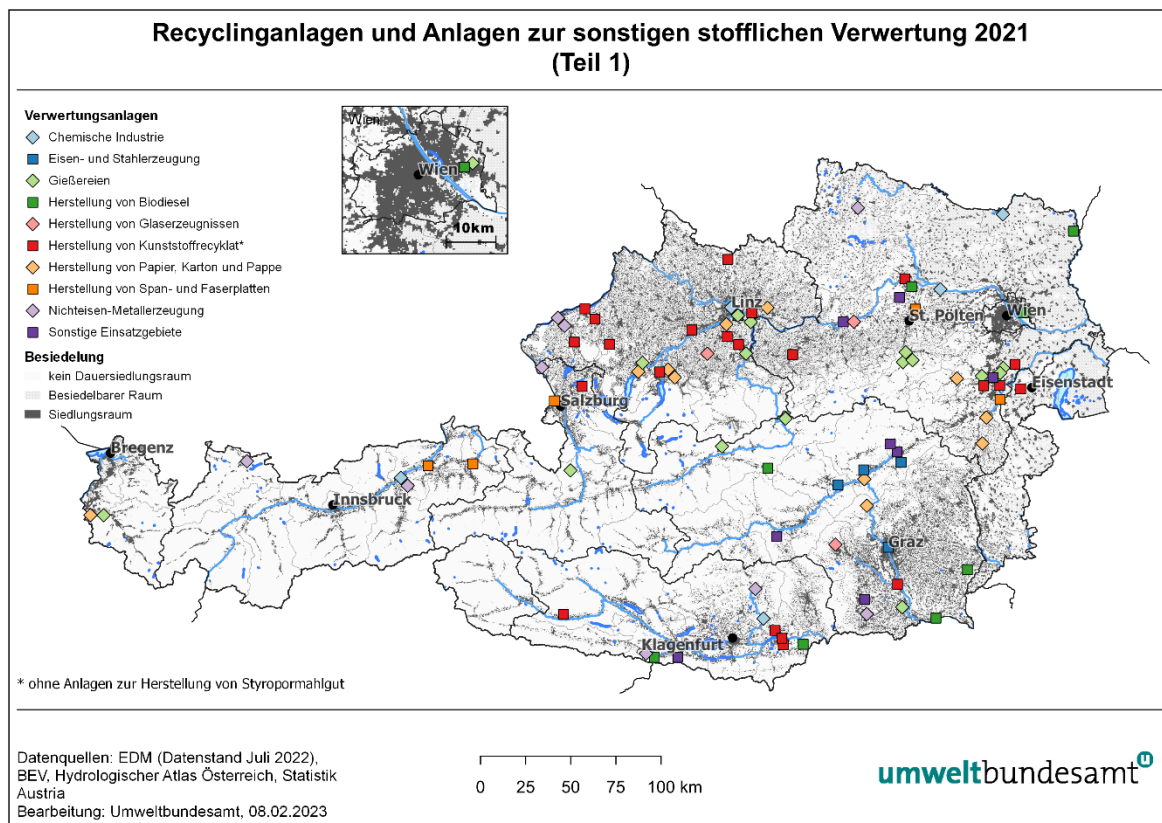 Recyclinganlagen und Anlagen zur sonstigen stofflichen Verwertung 2021
(Teil 1)
Verwertungsanlagen
Chemische Industrie
Eisen- und Stahlerzeugung
Gießereien
Herstellung von Biodiesel
Herstellung von Glaserzeugnissen
Herstellung von Kunststoffrecyklat*
Herstellung von Papier, Karton und Pappe
Herstellung von Span- und Faserplatten
Nichteisen-Metallerzeugung
Sonstige Einsatzgebiete
Besiedelung
kein Dauersiedlungsraum
Besiedelbarer Raum
Siedlungsraum
Wien
Wien
10km
Linz
St. Pölten
Wien
Eisenstadt
Salzburg
Bregenz
Innsbruck
Graz
Klagenfurt
* ohne Anlagen zur Herstellung von Styropormahlgut
Datenquellen: EDM (Datenstand Juli 2022),
BEV, Hydrologischer Atlas Österreich, Statistik
Austria
Bearbeitung: Umweltbundesamt, 08.02.2023
0 25 50 75 100 km
umweltbundesamt u